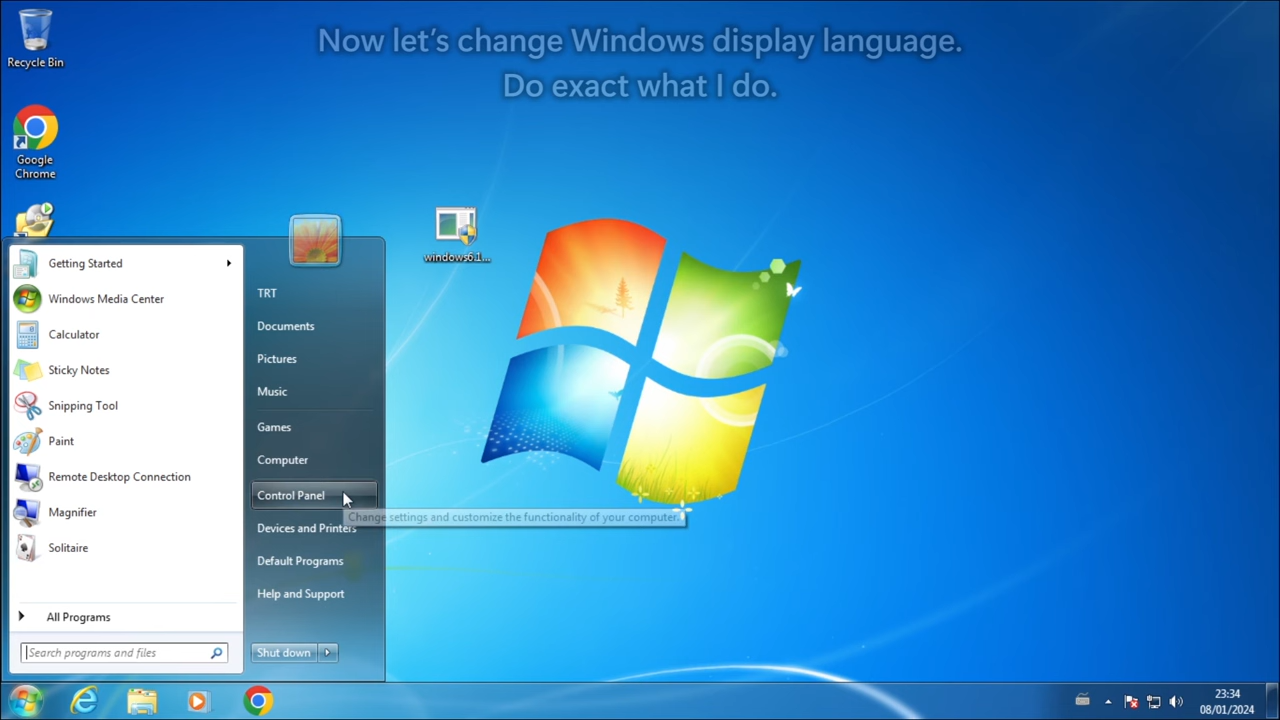 Now let's change Windows display language.
Do exact what I do.
Recycle Bin
Google
Chrome
windows6.1...
Getting Started
Windows Media Center
Calculator
Sticky Notes
Snipping Tool
Paint
Remote Desktop Connection
Magnifier
Solitaire
All Programs
Search programs and files
TRT
Documents
Pictures
Music
Games
Computer
Control Panel
Change settings and customize the functionality of your computer.
Devices and Printers
Default Programs
Help and Support
Shut down
23:34
08/01/2024